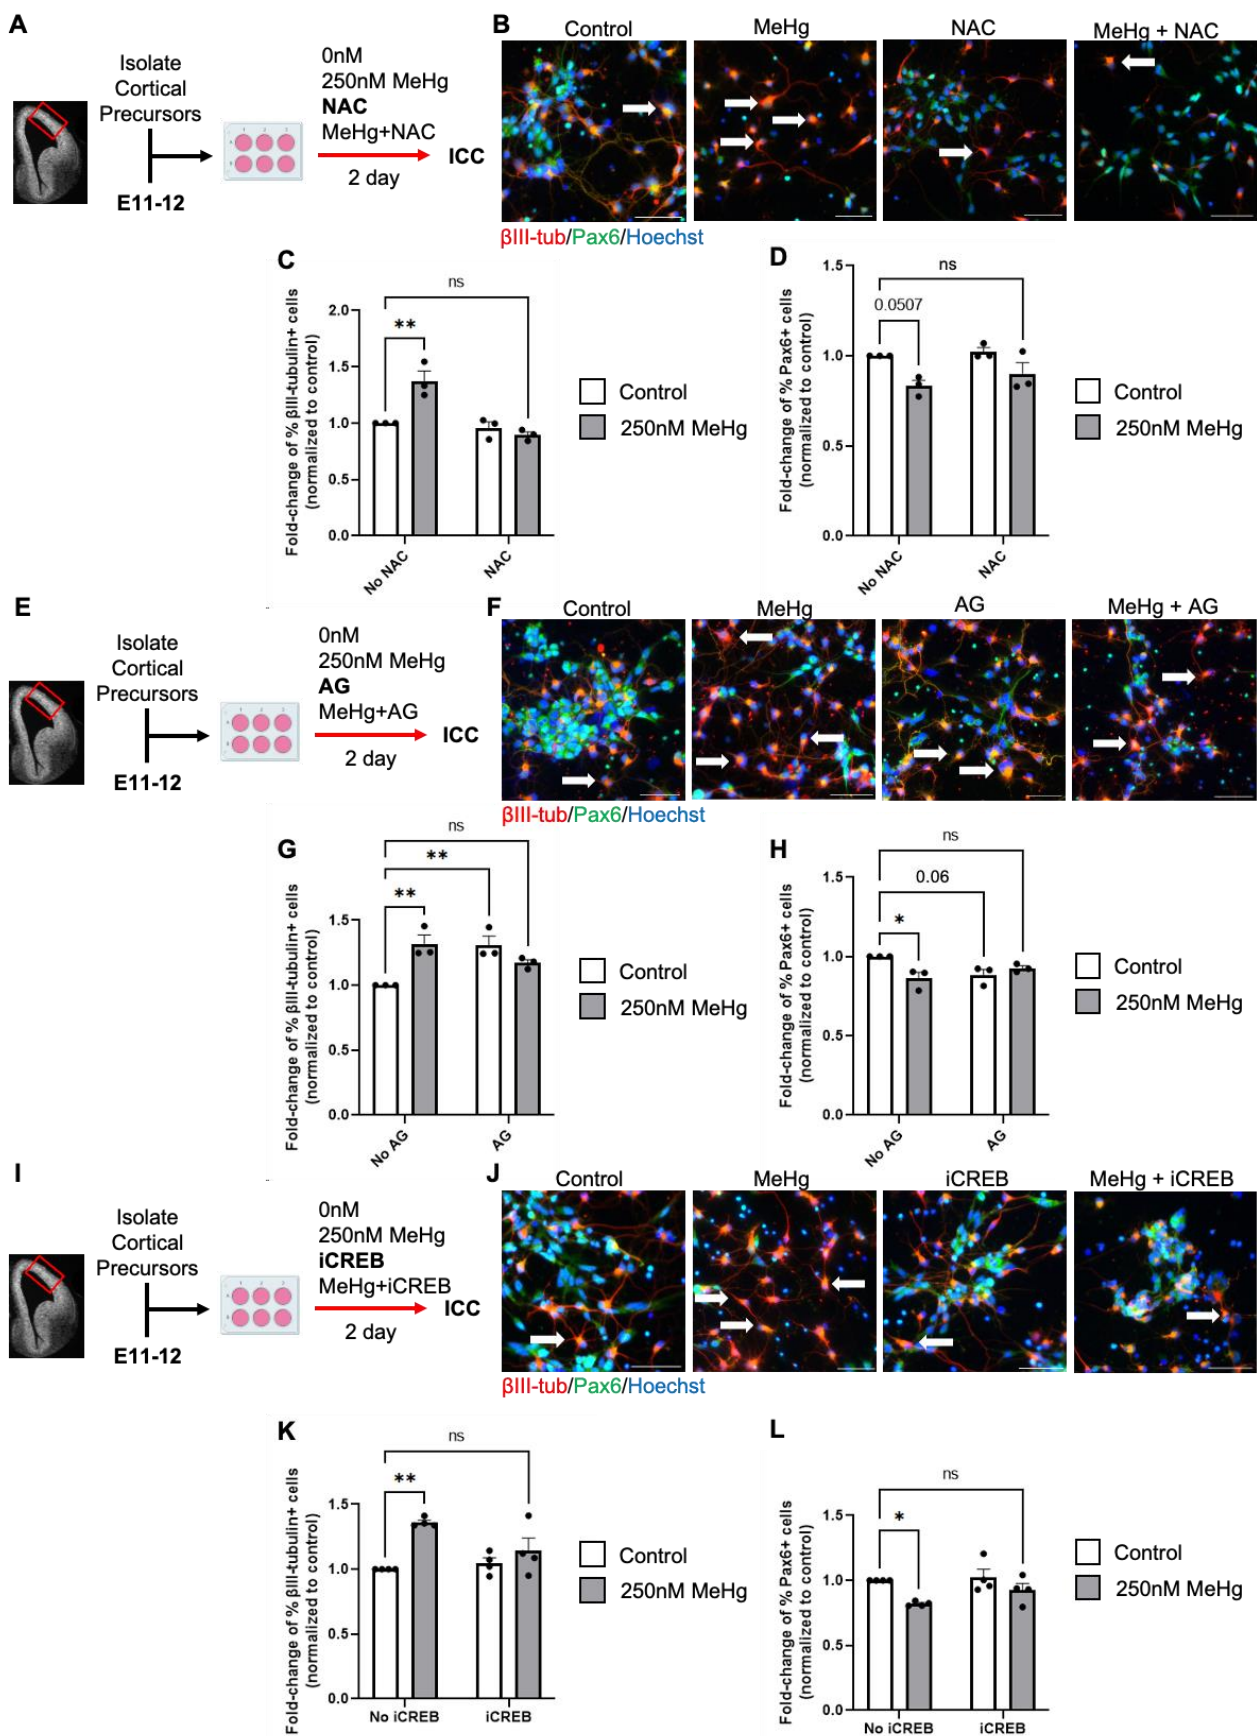 A
Isolate
Cortical
Precursors
E11-12
0nM
250nM MeHg
NAC
MeHg+NAC
2 day
ICC
B
Control
MeHg
NAC
MeHg + NAC
βIII-tub/Pax6/Hoechst
C
Fold-change of % βIII-tubulin+ cells
(normalized to control)
2.0
1.5
1.0
0.5
0.0
**
ns
No NAC
NAC
Control
250nM MeHg
D
Fold-change of % Pax6+ cells
(normalized to control)
1.5
1.0
0.5
0.0
0.0507
ns
No NAC
NAC
Control
250nM MeHg
E
Isolate
Cortical
Precursors
E11-12
0nM
250nM MeHg
AG
MeHg+AG
2 day
ICC
F
Control
MeHg
AG
MeHg + AG
βIII-tub/Pax6/Hoechst
G
Fold-change of % βIII-tubulin+ cells
(normalized to control)
1.5
1.0
0.5
0.0
**
**
ns
No AG
AG
Control
250nM MeHg
H
Fold-change of % Pax6+ cells
(normalized to control)
1.5
1.0
0.5
0.0
*
0.06
ns
No AG
AG
Control
250nM MeHg
I
Isolate
Cortical
Precursors
E11-12
0nM
250nM MeHg
iCREB
MeHg+iCREB
2 day
ICC
J
Control
MeHg
iCREB
MeHg + iCREB
βIII-tub/Pax6/Hoechst
K
Fold-change of % βIII-tubulin+ cells
(normalized to control)
1.5
1.0
0.5
0.0
**
ns
No iCREB
iCREB
Control
250nM MeHg
L
Fold-change of % Pax6+ cells
(normalized to control)
1.5
1.0
0.5
0.0
*
ns
No iCREB
iCREB
Control
250nM MeHg